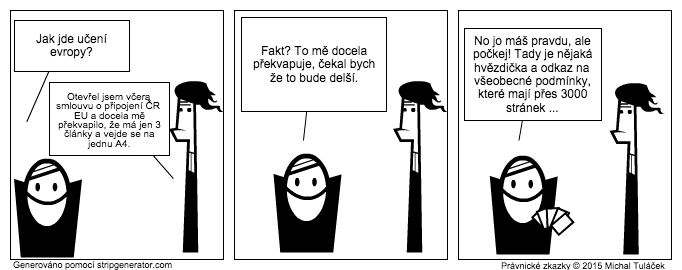 Jak jde učení
evropy?
Otevřel jsem včera
smlouvu o připojení ČR
EU a docela mě
překvapilo, že má jen 3
články a vejde se na
jednu A4.
Fakt? To mě docela
překvapuje, čekal bych
že to bude delší.
No jo máš pravdu, ale
počkej! Tady je nějaká
hvězdička a odkaz na
všeobecné podmínky,
které mají přes 3000
stránek ...
Generováno pomocí stripgenerator.com
Právnické zkazky © 2015 Michal Tuláček